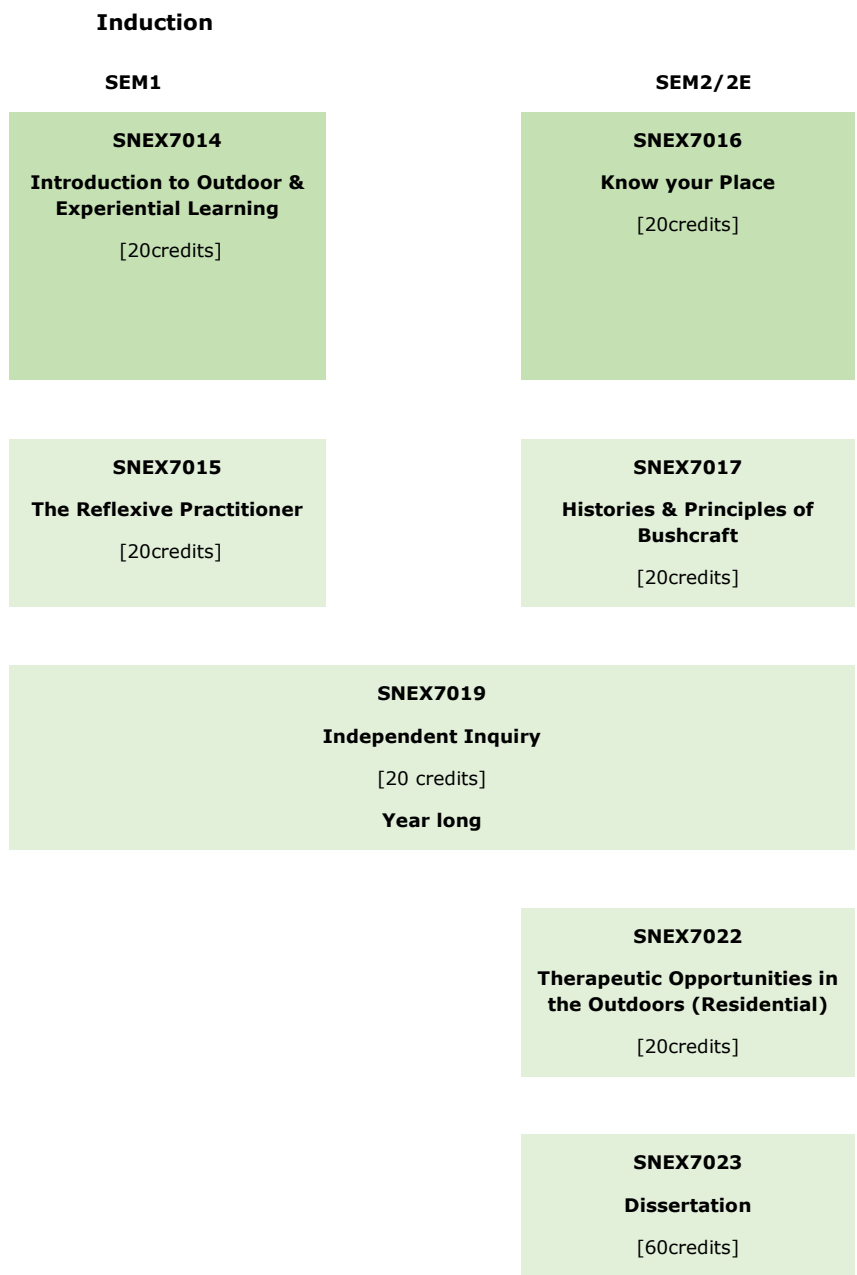 Induction
SEM1
SEM2/2E
SNEX7014
Introduction to Outdoor &
Experiential Learning
[20credits]
SNEX7016
Know your Place
[20credits]
SNEX7015
The Reflexive Practitioner
[20credits]
SNEX7017
Histories & Principles of
Bushcraft
[20credits]
SNEX7019
Independent Inquiry
[20 credits]
Year long
SNEX7022
Therapeutic Opportunities in
the Outdoors (Residential)
[20credits]
SNEX7023
Dissertation
[60credits]